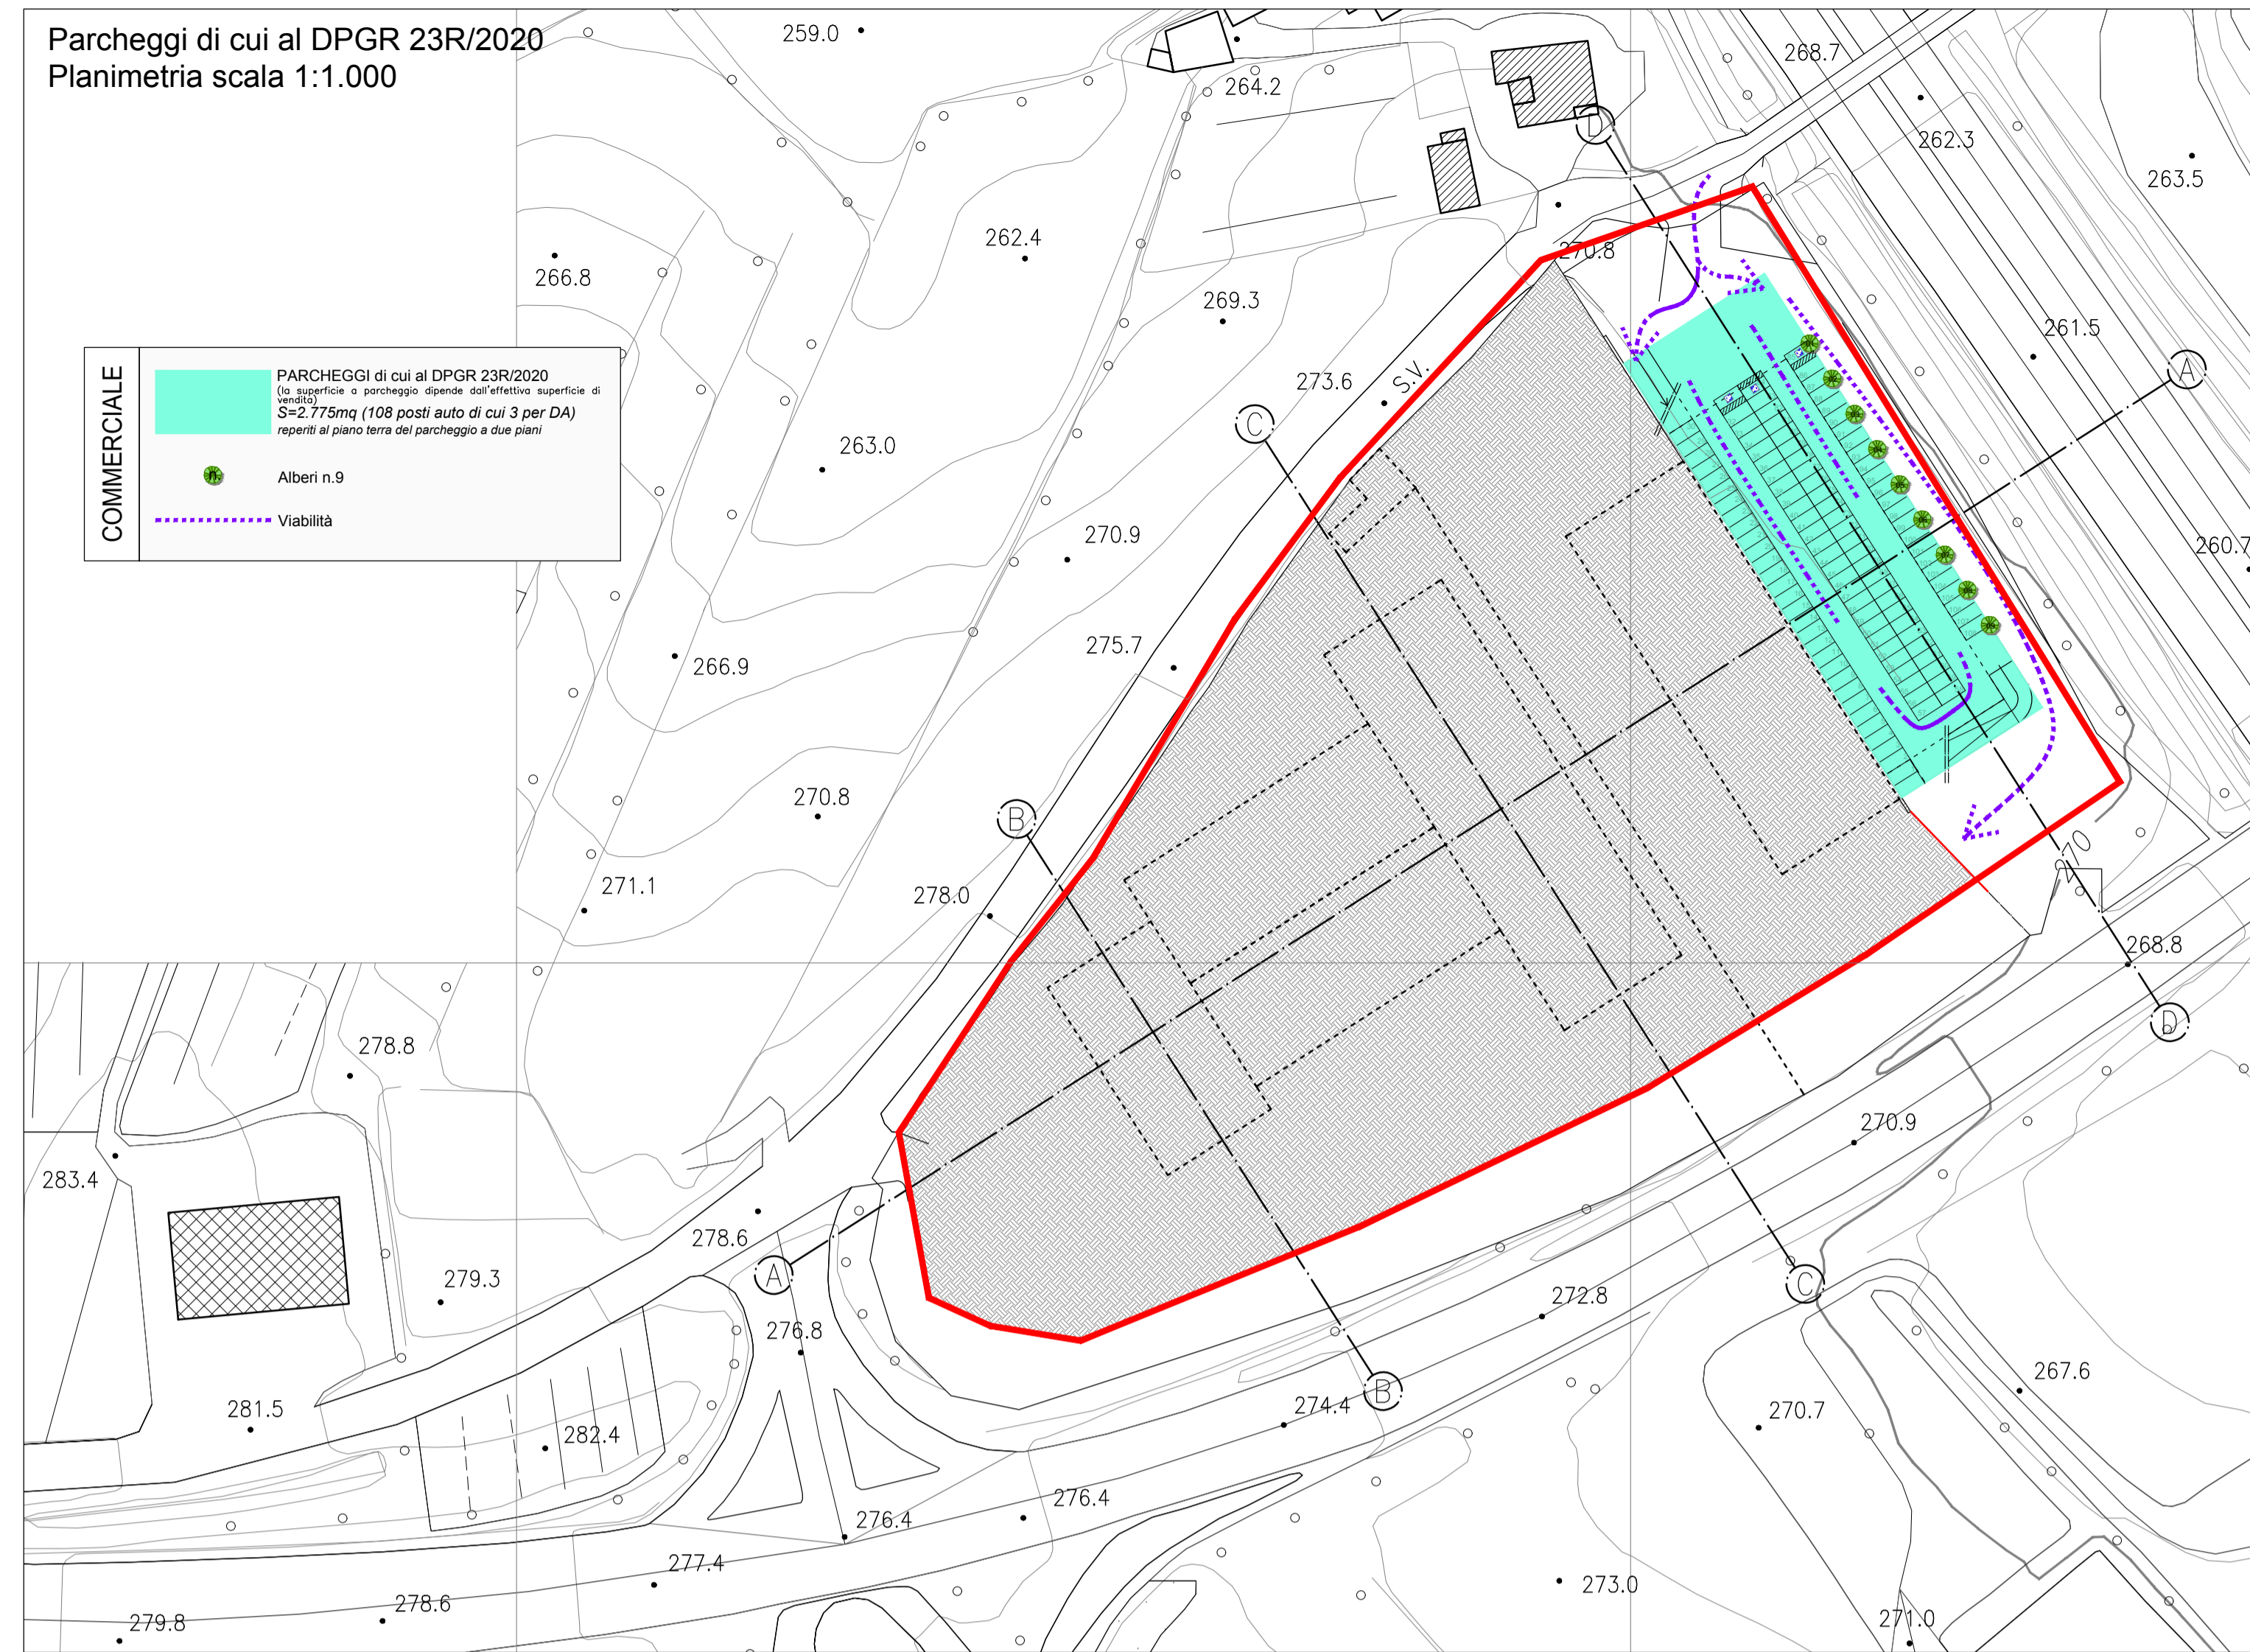 Parcheggi di cui al DPGR 23R/2020
Planimetria scala 1:1.000
259.0
264.2
268.7
262.3
263.5
D
262.4
266.8
270.8
269.3
261.5
A
273.6
S.V.
C
COMMERCIALE
PARCHEGGI di cui al DPGR 23R/2020
(la superficie a parcheggio dipende dall'effettiva superficie di
vendita)
S=2.775mq (108 posti auto di cui 3 per DA)
reperiti al piano terra del parcheggio a due piani
n.
Alberi n.9
Viabilità
263.0
270.9
260.7
275.7
266.9
270.8
B
271.1
278.0
270
268.8
D
278.8
270.9
283.4
278.6
A
279.3
276.8
272.8
C
267.6
281.5
282.4
274.4
B
270.7
276.4
276.4
277.4
273.0
278.6
279.8
271.0